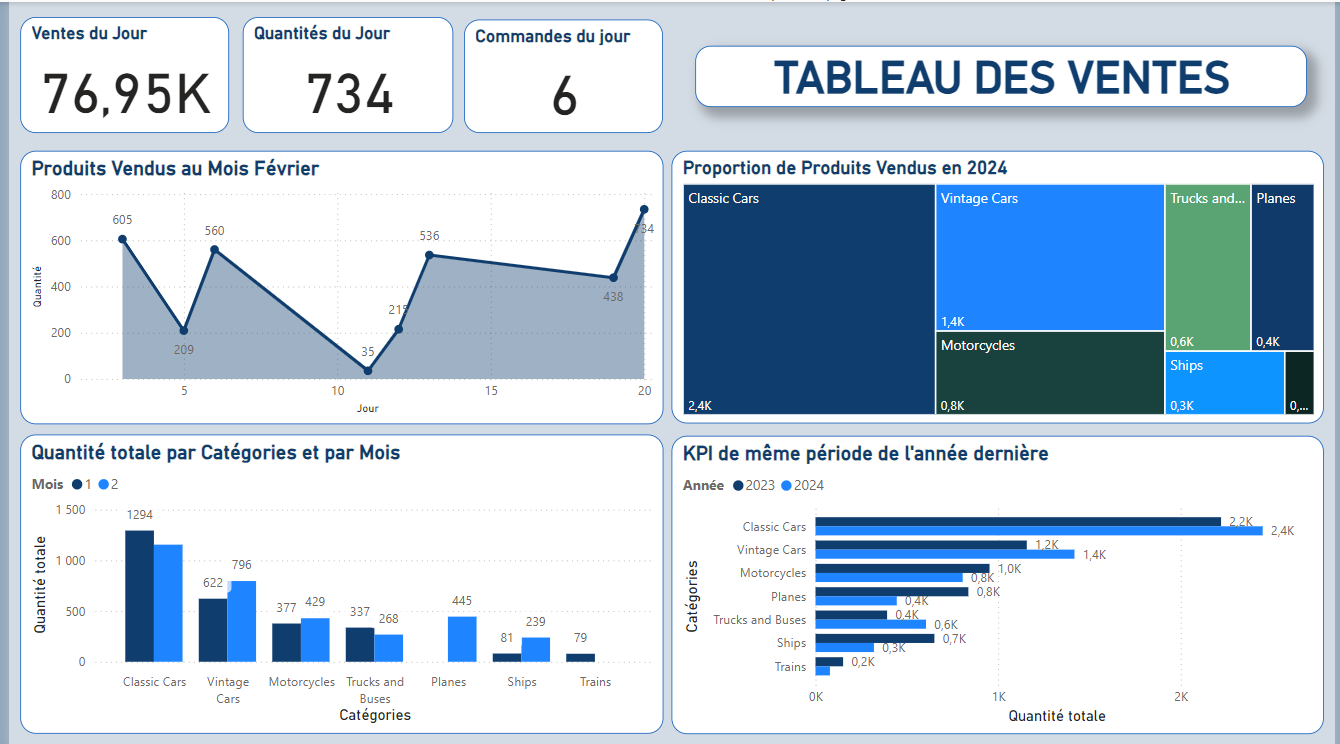 Ventes du Jour
76,95K
Quantités du Jour
734
Commandes du jour
6
TABLEAU DES VENTES
Produits Vendus au Mois Février
800
600
400
200
0
Quantité
605
209
560
35
215
536
438
734
5
10
15
20
Jour
Proportion de Produits Vendus en 2024
Classic Cars
2,4K
Vintage Cars
1,4K
Motorcycles
0,8K
Trucks and...
0,6K
Planes
0,4K
Ships
0,3K
0,...
Quantité totale par Catégories et par Mois
Mois 1 2
1 500
1 000
500
0
Quantité totale
1294
622
796
377
429
337
268
445
81
239
79
Classic Cars
Vintage
Cars
Motorcycles
Trucks and
Buses
Planes
Ships
Trains
Catégories
KPI de même période de l'année dernière
Année 2023 2024
Catégories
Classic Cars
2,2K
2,4K
Vintage Cars
1,2K
1,4K
Motorcycles
1,0K
0,8K
Planes
0,8K
0,4K
Trucks and Buses
0,4K
0,6K
Ships
0,7K
0,3K
Trains
0,2K
0K
1K
2K
Quantité totale